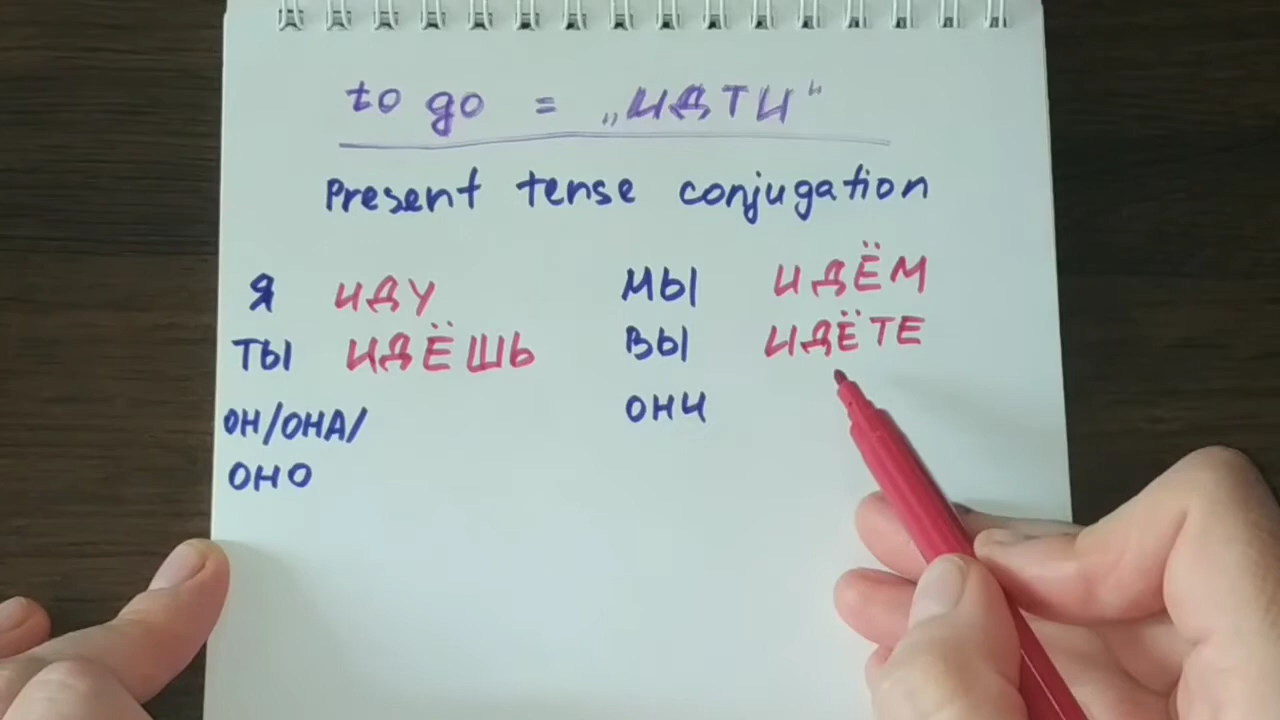 to go = „ИДТИ"
Present tense conjugation
Я ИДУ
ТЫ ИДЁШЬ
ОН/ОНА/
ОНО
МЫ ИДЁМ
ВЫ ИДЁТЕ
ОНИ